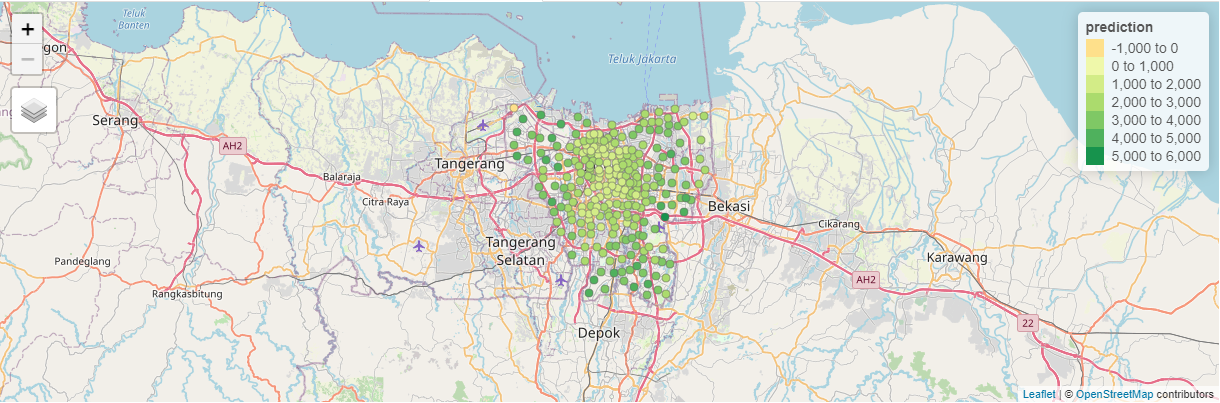 +
−
Teluk
Banten
gon
Serang
AH2
Balaraja
Citra Raya
Tangerang
Tangerang
Selatan
Pandeglang
Rangkasbitung
Depok
Teluk Jakarta
Bekasi
Cikarang
Karawang
AH2
22
prediction
-1,000 to 0
0 to 1,000
1,000 to 2,000
2,000 to 3,000
3,000 to 4,000
4,000 to 5,000
5,000 to 6,000
Leaflet | © OpenStreetMap contributors